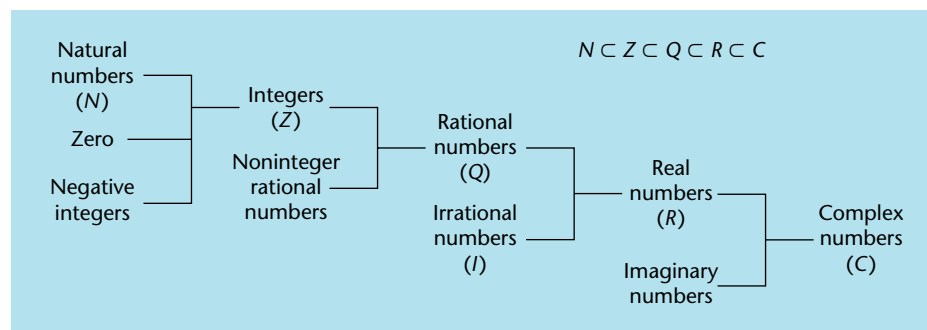 Natural
numbers
(N)
Zero
Negative
integers
N ⊂ Z ⊂ Q ⊂ R ⊂ C
Integers
(Z)
Noninteger
rational
numbers
Rational
numbers
(Q)
Irrational
numbers
(I)
Real
numbers
(R)
Imaginary
numbers
Complex
numbers
(C)